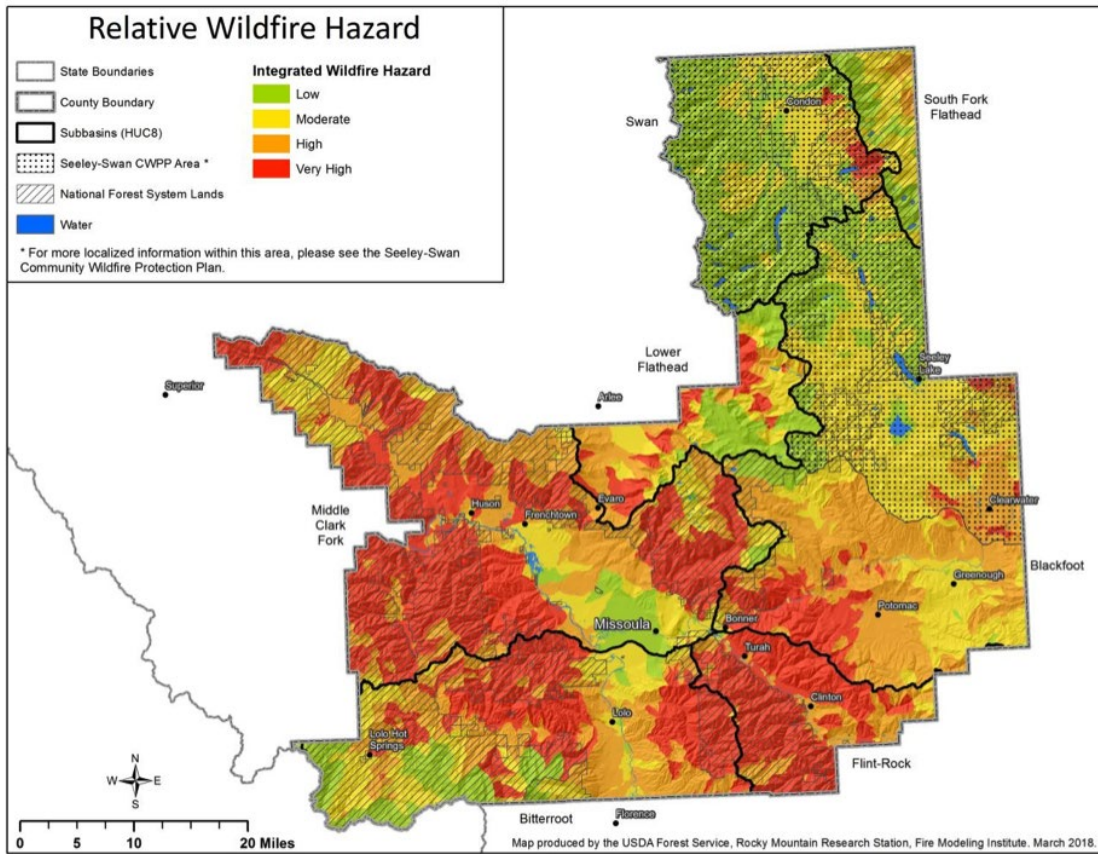 Relative Wildfire Hazard
State Boundaries
County Boundary
Subbasins (HUC8)
Seeley-Swan CWPP Area *
National Forest System Lands
Water
Integrated Wildfire Hazard
Low
Moderate
High
Very High
* For more localized information within this area, please see the Seeley-Swan
Community Wildfire Protection Plan.
Swan
Condon
South Fork
Flathead
Lower
Flathead
Seeley
Lake
Superior
Arlee
Middle
Clark
Fork
Huson
Frenchtown
Evaro
Clearwater
Blackfoot
Greenough
Potomac
Missoula
Bonner
Turah
Clinton
Lolo
Lolo Hot
Springs
Flint-Rock
Bitterroot
Florence
N
W
E
S
0 5 10 20 Miles
Map produced by the USDA Forest Service, Rocky Mountain Research Station, Fire Modeling Institute. March 2018.